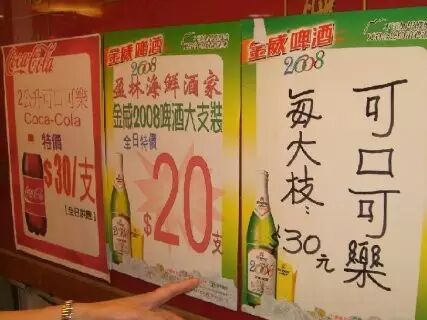 Coca-Cola
2公升可口可樂
Coca-Cola
特價
$30/支
【全日供應】
金威啤酒
2008
盈林海鮮酒家
金威2008啤酒大支裝
全日特價
$20支
金威啤酒
2008
可口可樂
每大枝：
$30元